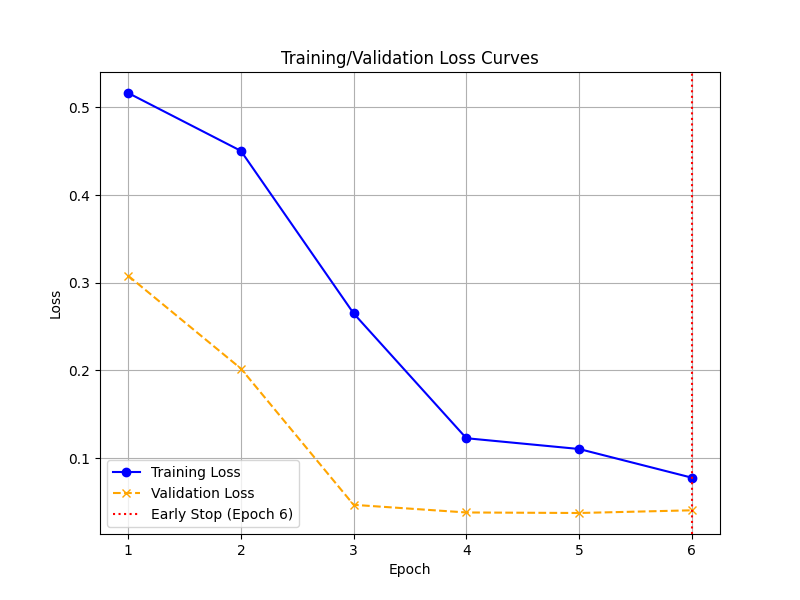 Training/Validation Loss Curves
0.5
0.4
0.3
0.2
0.1
Loss
Training Loss
Validation Loss
Early Stop (Epoch 6)
1 2 3 4 5 6
Epoch